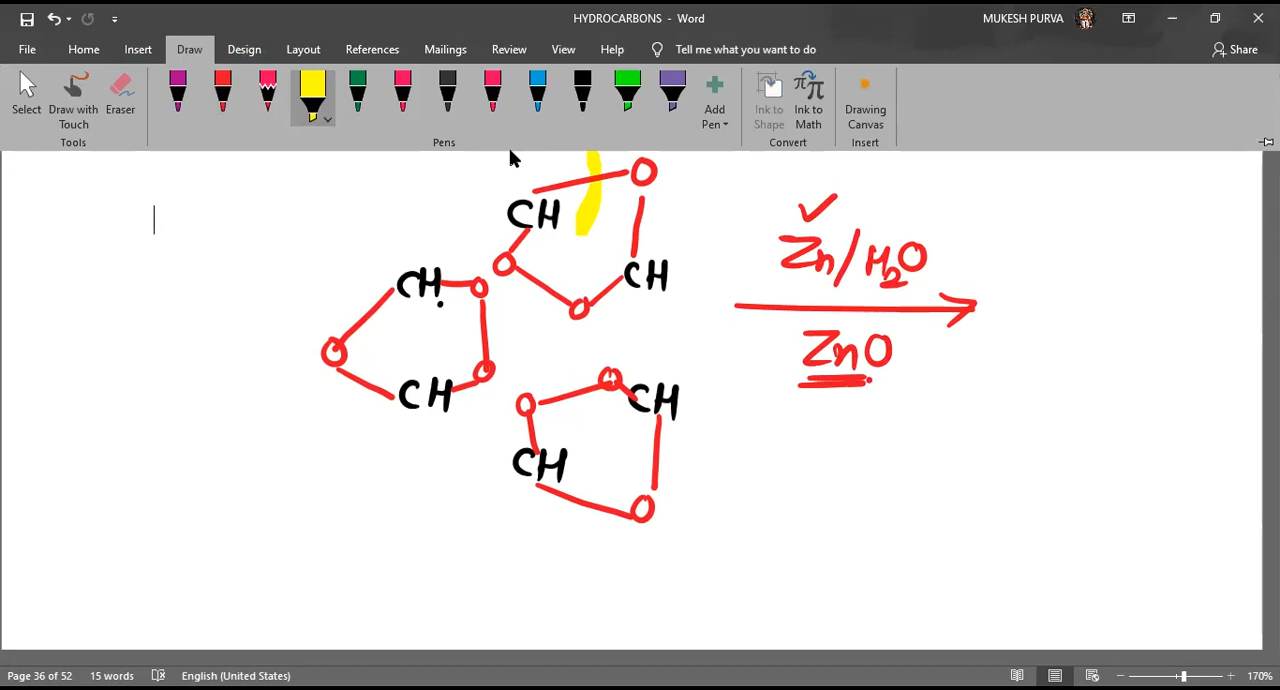 HYDROCARBONS - Word
MUKESH PURVA
File Home Insert Draw Design Layout References Mailings Review View Help Tell me what you want to do Share
Select
Draw with Touch
Eraser
Add Pen
Ink to Shape
Ink to Math
Drawing Canvas
Tools
Pens
Convert
Insert
O
CH
O
CH
O
CH
O
O
O
CH
Zn/H₂O
ZnO
O
O
CH
CH
O
Page 36 of 52 15 words English (United States) 170%